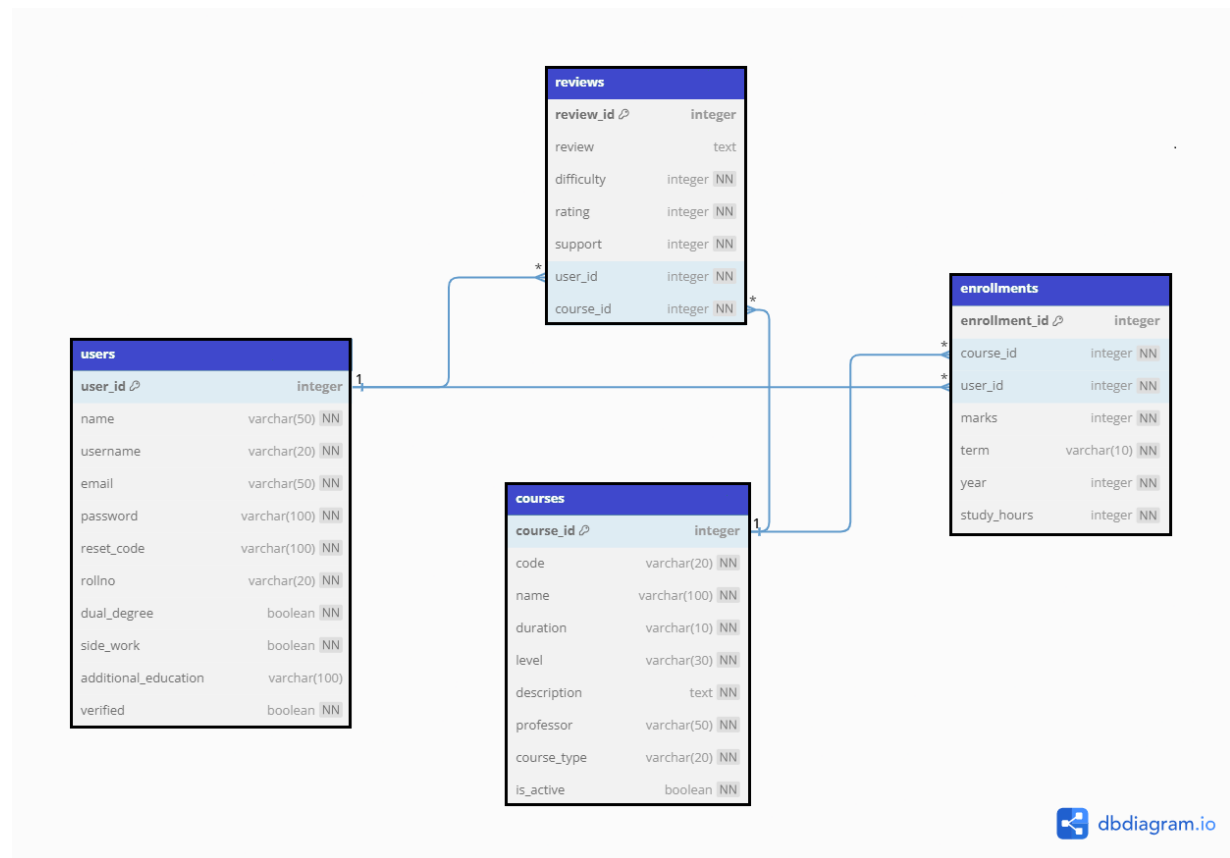 reviews
review_id integer
review text
difficulty integer NN
rating integer NN
support integer NN
* user_id integer NN
course_id integer NN *
users
user_id integer 1
name varchar(50) NN
username varchar(20) NN
email varchar(50) NN
password varchar(100) NN
reset_code varchar(100) NN
rollno varchar(20) NN
dual_degree boolean NN
side_work boolean NN
additional_education varchar(100)
verified boolean NN
courses
course_id integer 1
code varchar(20) NN
name varchar(100) NN
duration varchar(10) NN
level varchar(30) NN
description text NN
professor varchar(50) NN
course_type varchar(20) NN
is_active boolean NN
enrollments
enrollment_id integer
* course_id integer NN
* user_id integer NN
marks integer NN
term varchar(10) NN
year integer NN
study_hours integer NN
dbdiagram.io